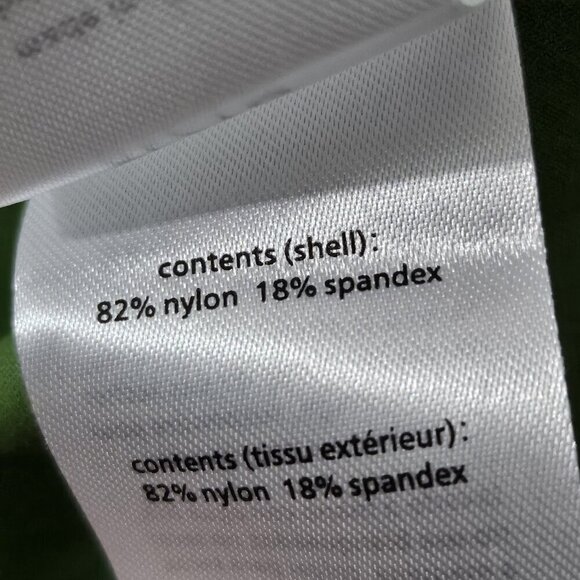 contents (shell):
82% nylon 18% spandex
contents (tissu extérieur):
82% nylon 18% spandex